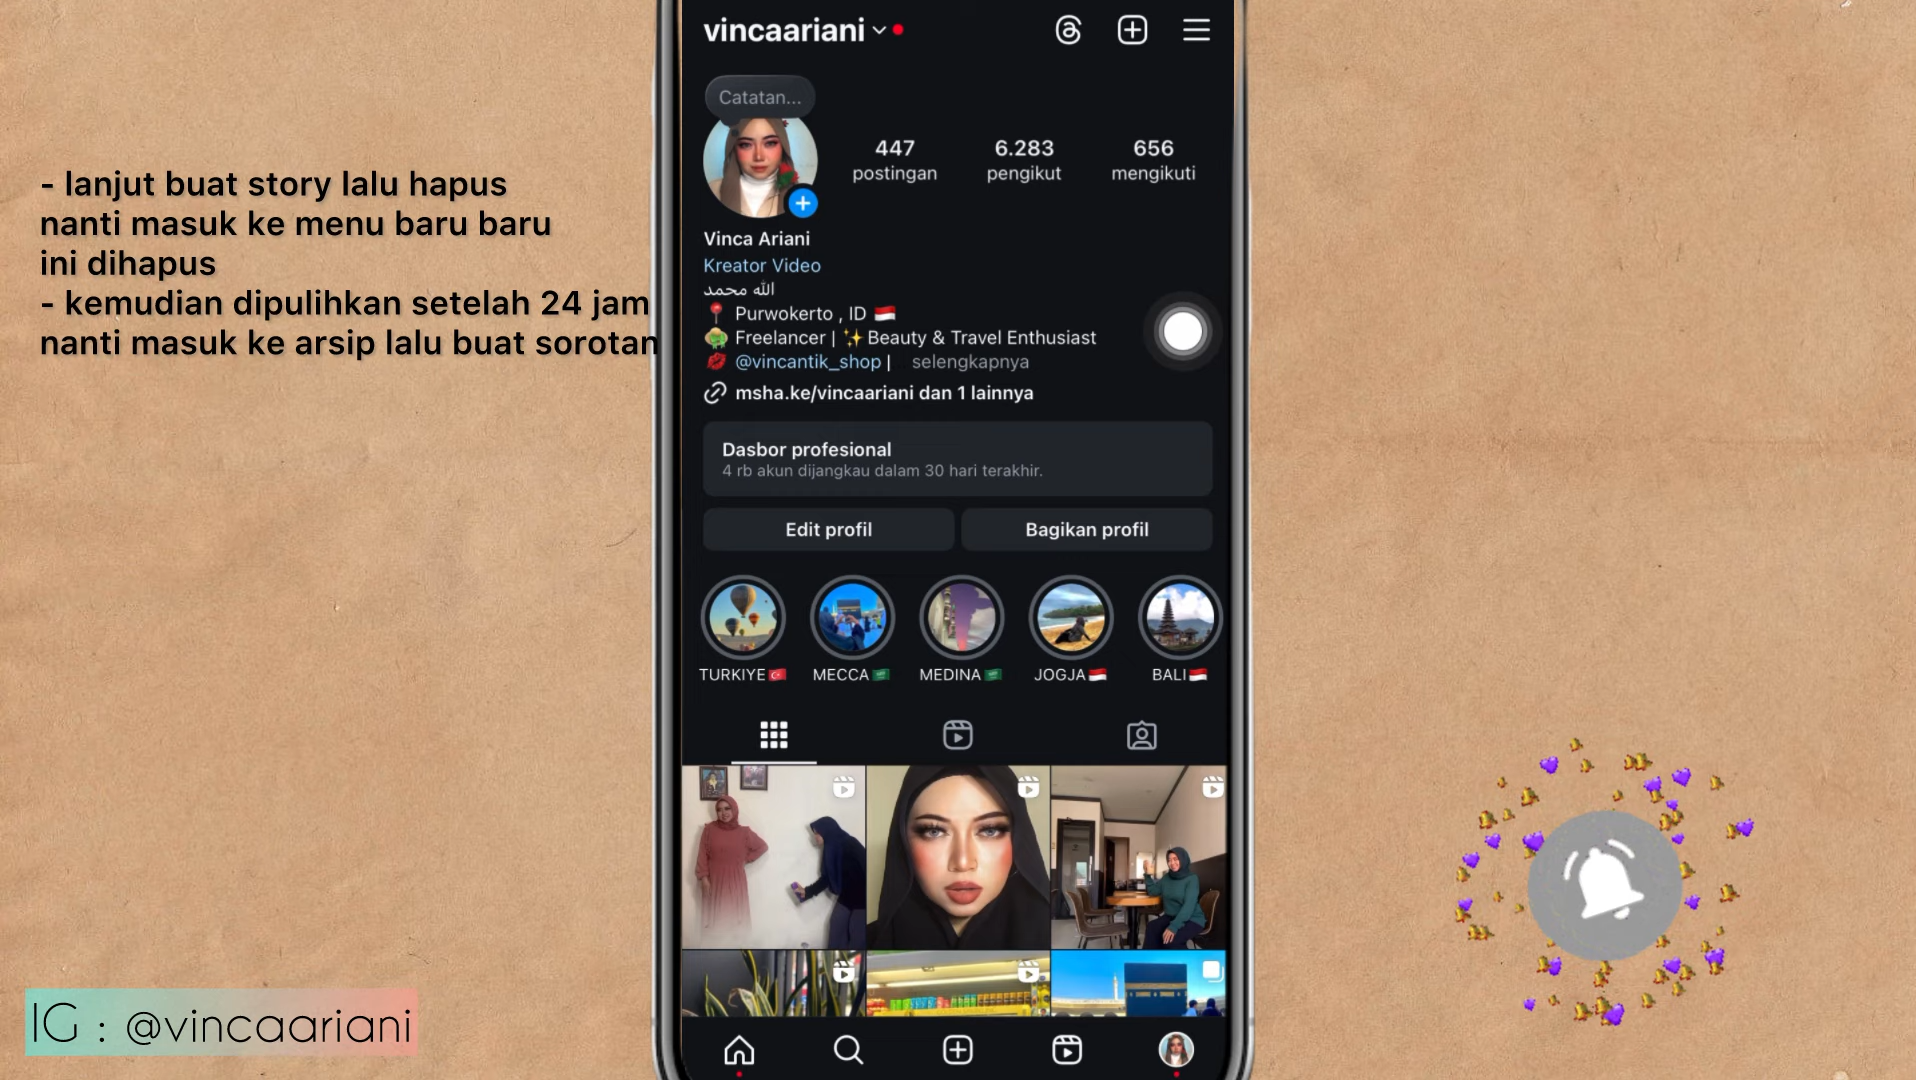 vincaariani
Catatan...
447
postingan
6.283
pengikut
656
mengikuti
- lanjut buat story lalu hapus
nanti masuk ke menu baru baru
ini dihapus
- kemudian dipulihkan setelah 24 jam
nanti masuk ke arsip lalu buat sorotan
Vinca Ariani
Kreator Video
الله محمد
Purwokerto , ID 🇮🇩
Freelancer | ✨ Beauty & Travel Enthusiast
@vincantik_shop | selengkapnya
msha.ke/vincaariani dan 1 lainnya
Dasbor profesional
4 rb akun dijangkau dalam 30 hari terakhir.
Edit profil
Bagikan profil
TURKIYE🇹🇷
MECCA🇸🇦
MEDINA🇸🇦
JOGJA🇮🇩
BALI🇮🇩
IG : @vincaariani